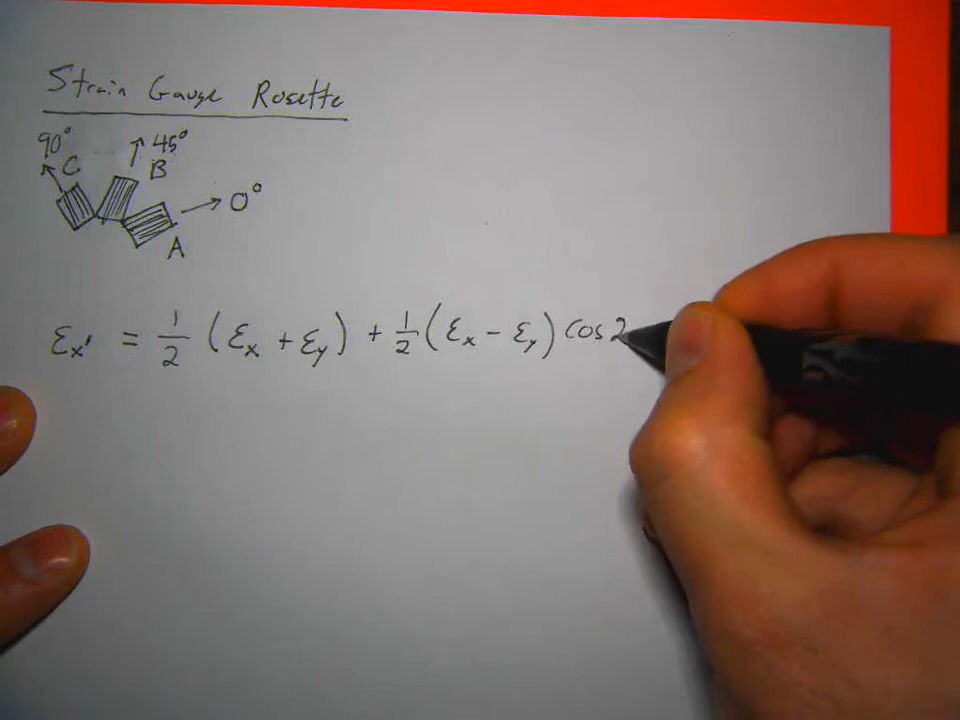 Strain Gauge Rosette
90° C
45° B
0°
A
εx' = 1/2 (εx + εy) + 1/2 (εx - εy) cos 2